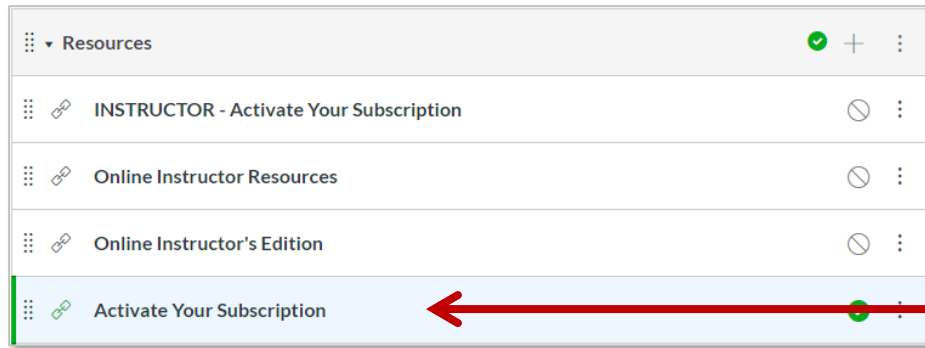 Resources
INSTRUCTOR - Activate Your Subscription
Online Instructor Resources
Online Instructor's Edition
Activate Your Subscription